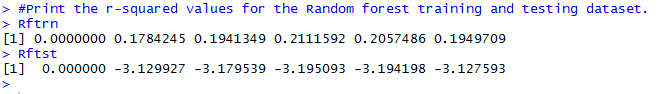 > #Print the r-squared values for the Random forest training and testing dataset.
> Rftrn
[1] 0.0000000 0.1784245 0.1941349 0.2111592 0.2057486 0.1949709
> Rftst
[1]  0.000000 -3.129927 -3.179539 -3.195093 -3.194198 -3.127593
>